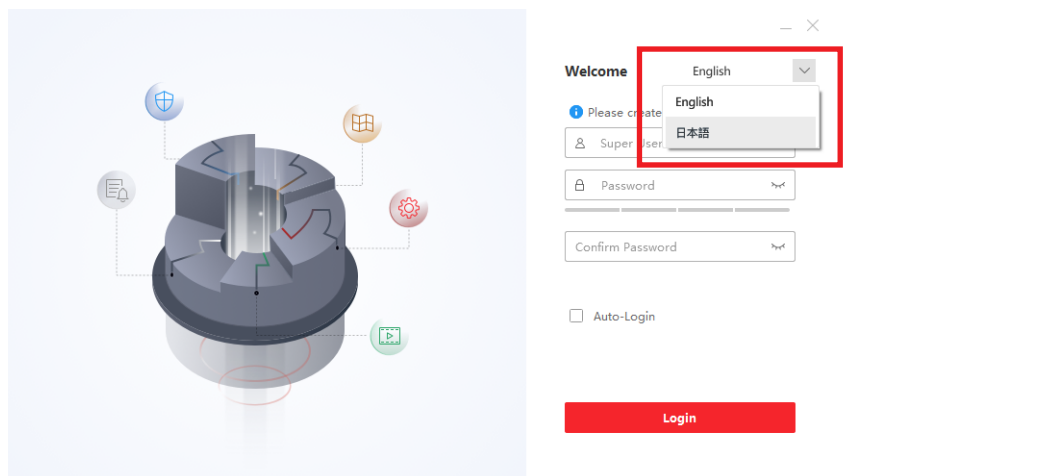 Welcome
English
English
日本語
Please create
Super User
Password
Confirm Password
Auto-Login
Login